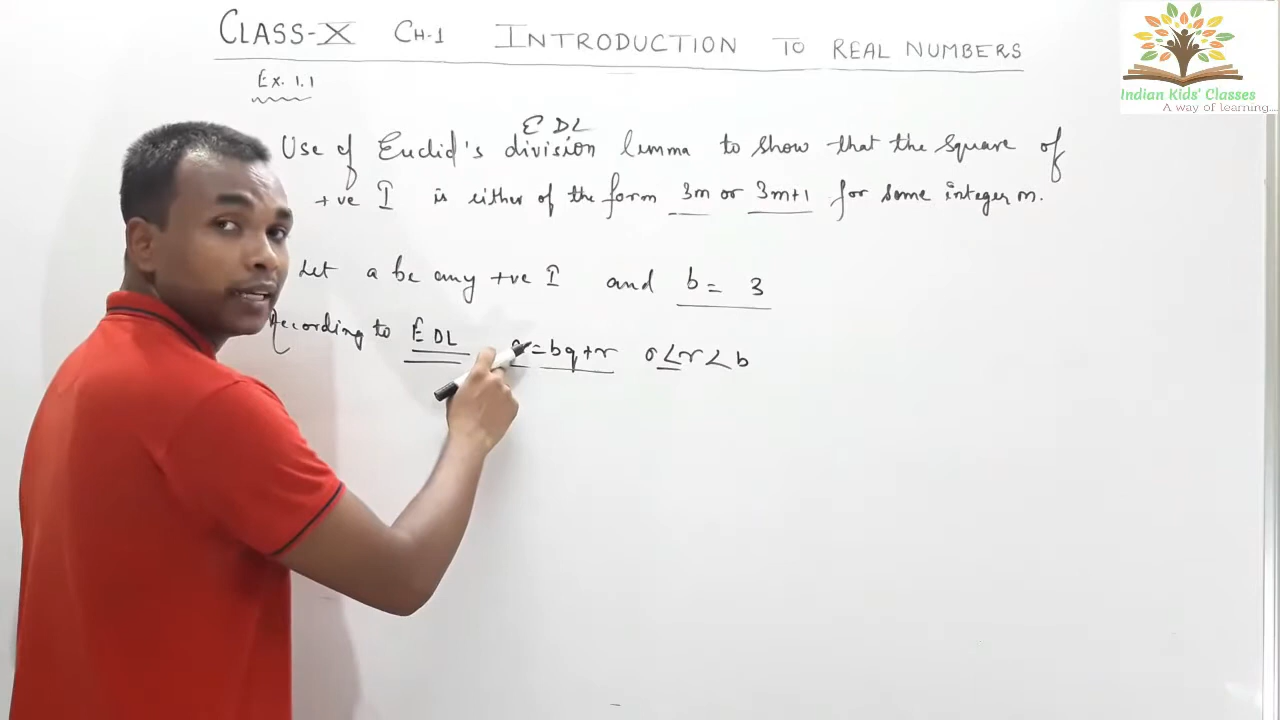 CLASS-X CH-1 INTRODUCTION TO REAL NUMBERS
Ex. 1.1
E DL
Use of Euclid's division limma to show that the square of
+ve I is either of the form 3m or 3m+1 for some integer m.
Let a be any +ve I and b = 3
According to EDL a=bq+r 0≤r<b
Indian Kids' Classes
A way of learning...